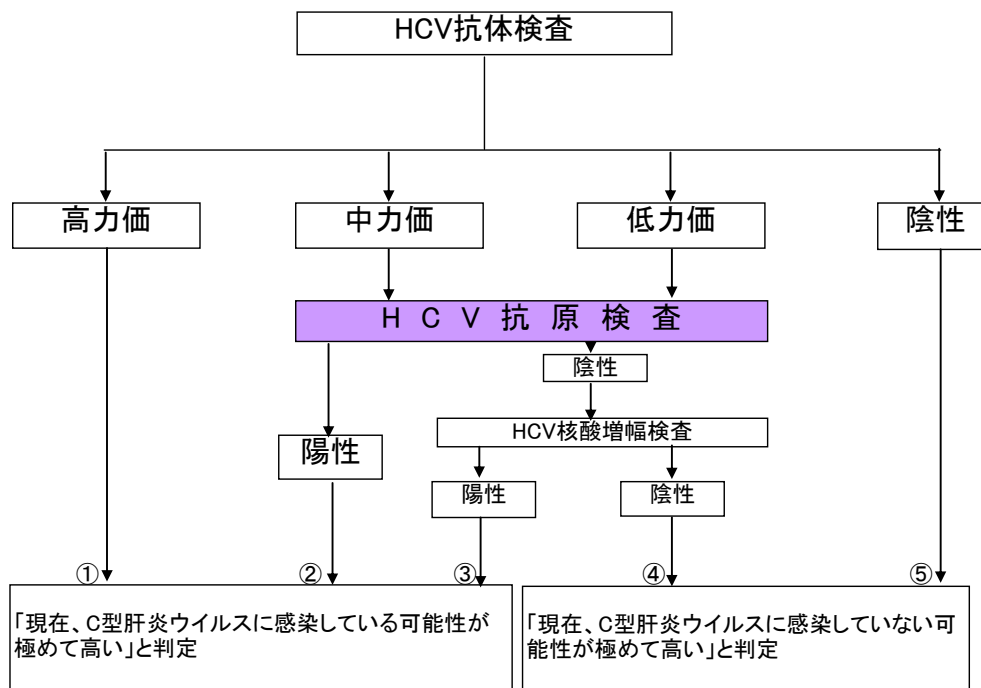 HCV抗体検査
高力価
中力価
低力価
陰性
HCV抗原検査
陰性
HCV核酸増幅検査
陽性
陽性
陰性
①
②
③
④
⑤
「現在、C型肝炎ウイルスに感染している可能性が
極めて高い」と判定
「現在、C型肝炎ウイルスに感染していない可
能性が極めて高い」と判定